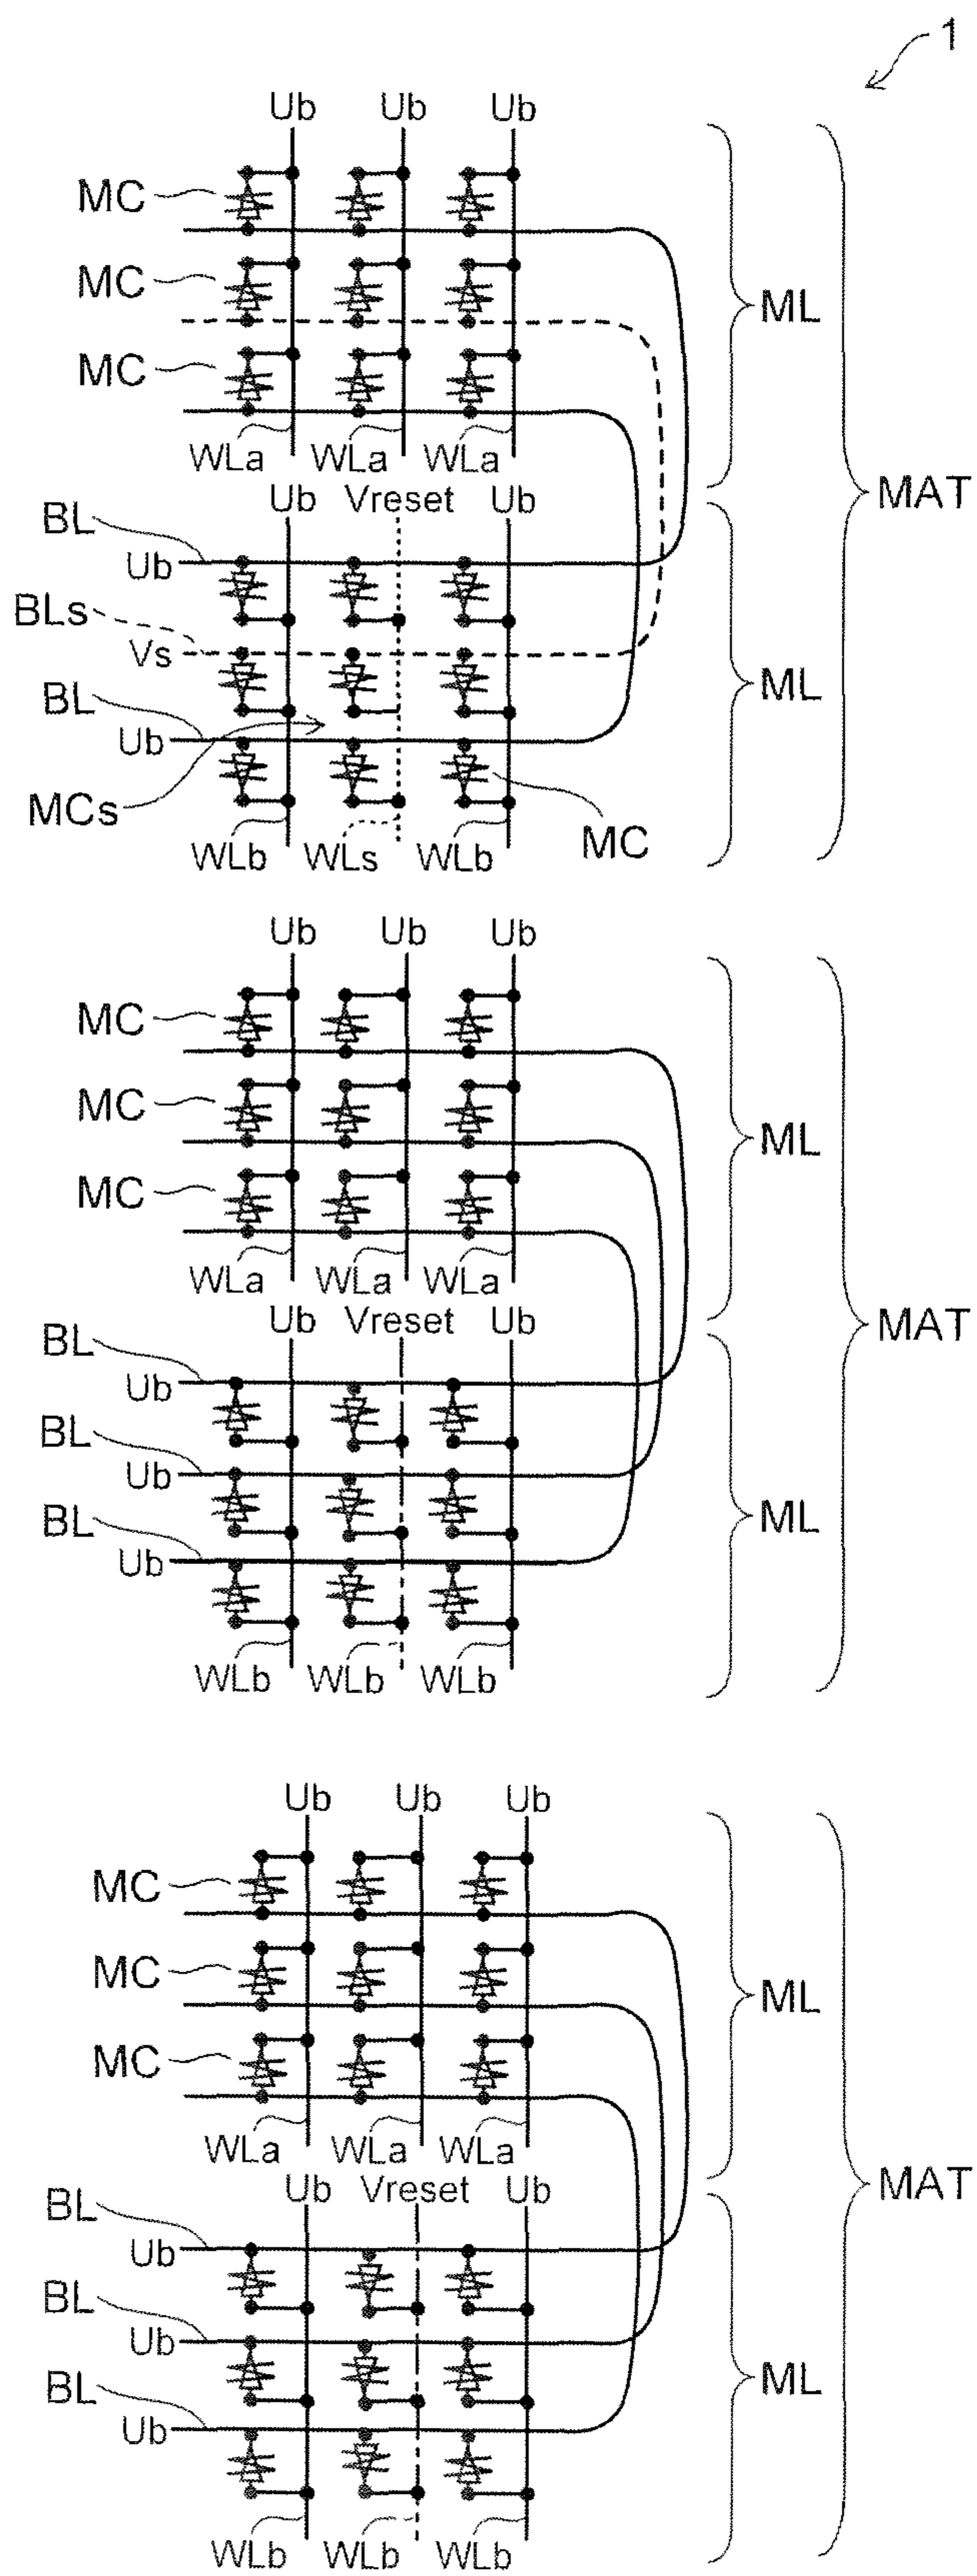 1
Ub Ub Ub
MC
MC
ML
MC
WLa WLa WLa
MAT
Ub Vreset Ub
BL
Ub
BLs
Vs
ML
BL
Ub
MCs
MC
WLb WLs WLb
Ub Ub Ub
MC
MC
ML
MC
WLa WLa WLa
Ub Vreset Ub
MAT
BL
Ub
BL
Ub
ML
BL
Ub
WLb WLb WLb
Ub Ub Ub
MC
MC
ML
MC
WLa WLa WLa
MAT
Ub Vreset Ub
BL
Ub
BL
Ub
ML
BL
Ub
WLb WLb WLb